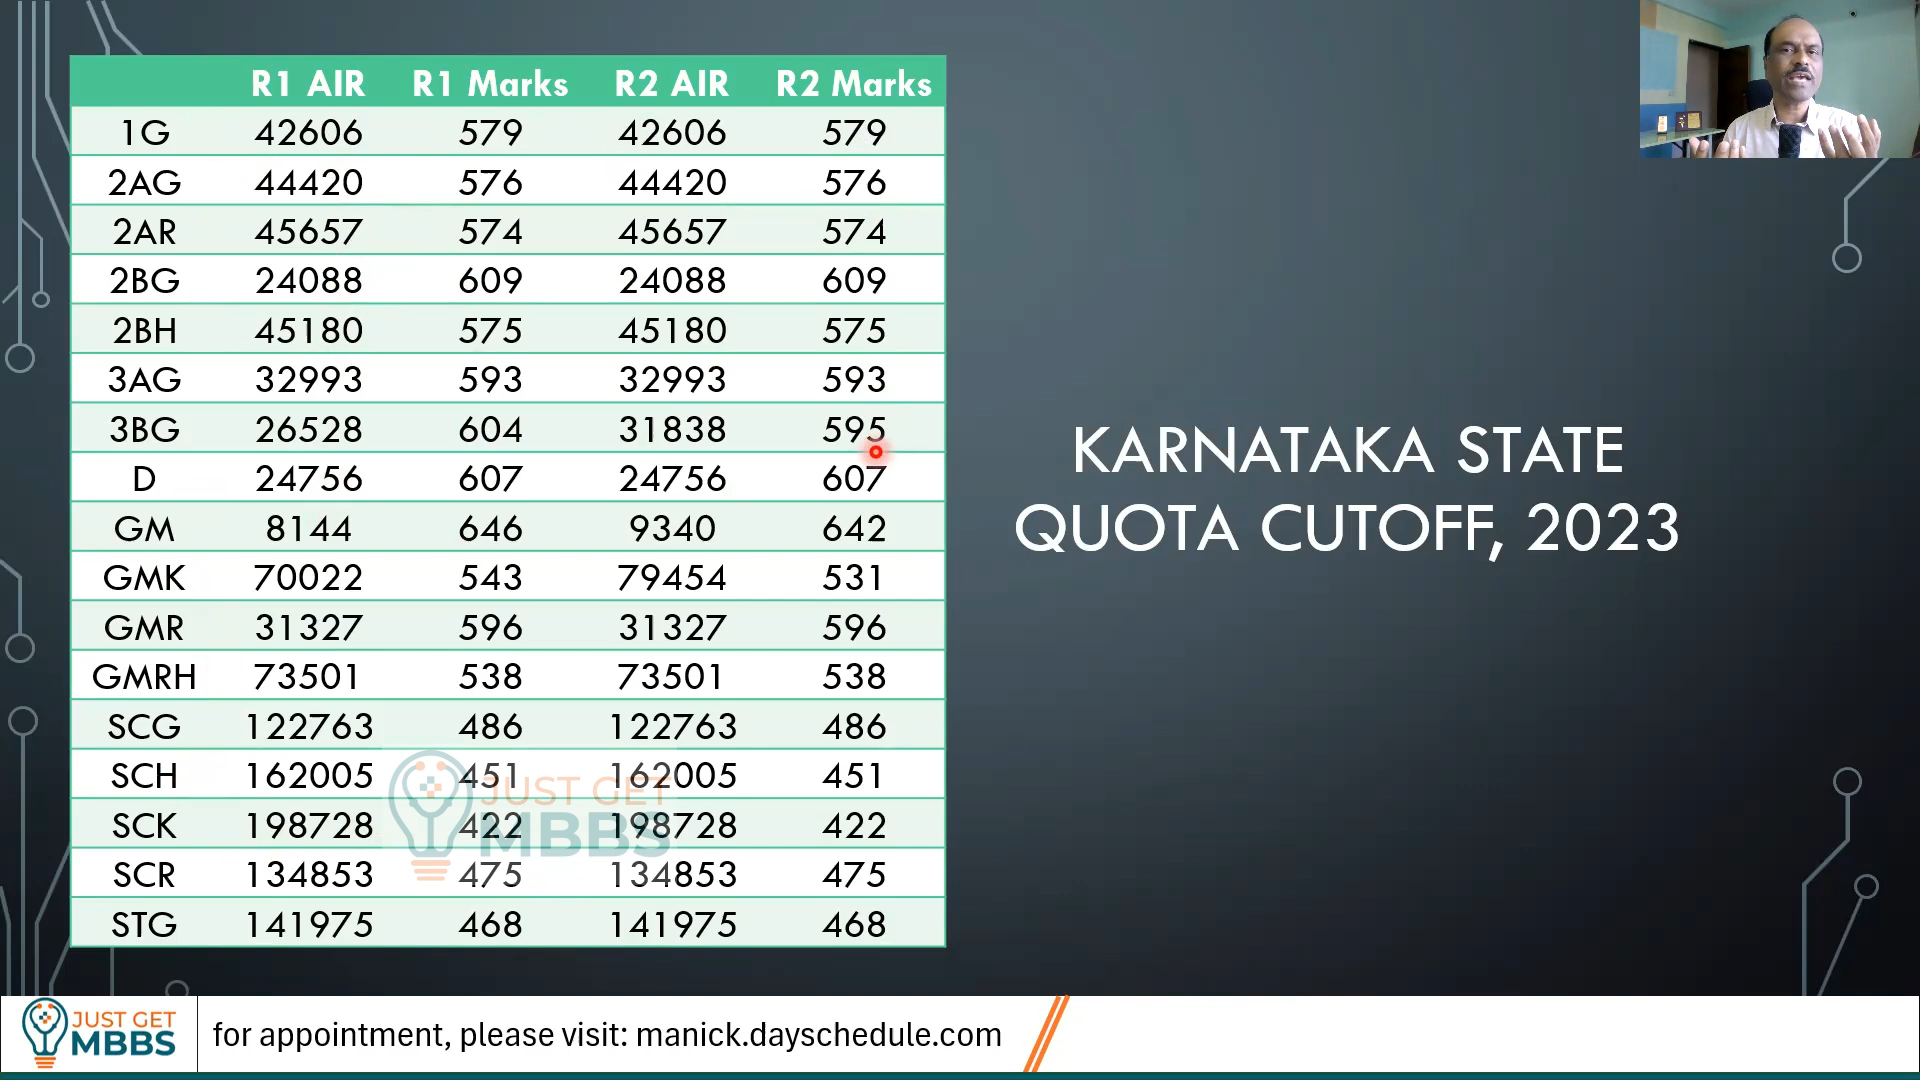 R1 AIR R1 Marks R2 AIR R2 Marks
1G 42606 579 42606 579
2AG 44420 576 44420 576
2AR 45657 574 45657 574
2BG 24088 609 24088 609
2BH 45180 575 45180 575
3AG 32993 593 32993 593
3BG 26528 604 31838 595
D 24756 607 24756 607
GM 8144 646 9340 642
GMK 70022 543 79454 531
GMR 31327 596 31327 596
GMRH 73501 538 73501 538
SCG 122763 486 122763 486
SCH 162005 451 162005 451
SCK 198728 422 198728 422
SCR 134853 475 134853 475
STG 141975 468 141975 468
JUST GET
MBBS
KARNATAKA STATE
QUOTA CUTOFF, 2023
JUST GET
MBBS
for appointment, please visit: manick.dayschedule.com